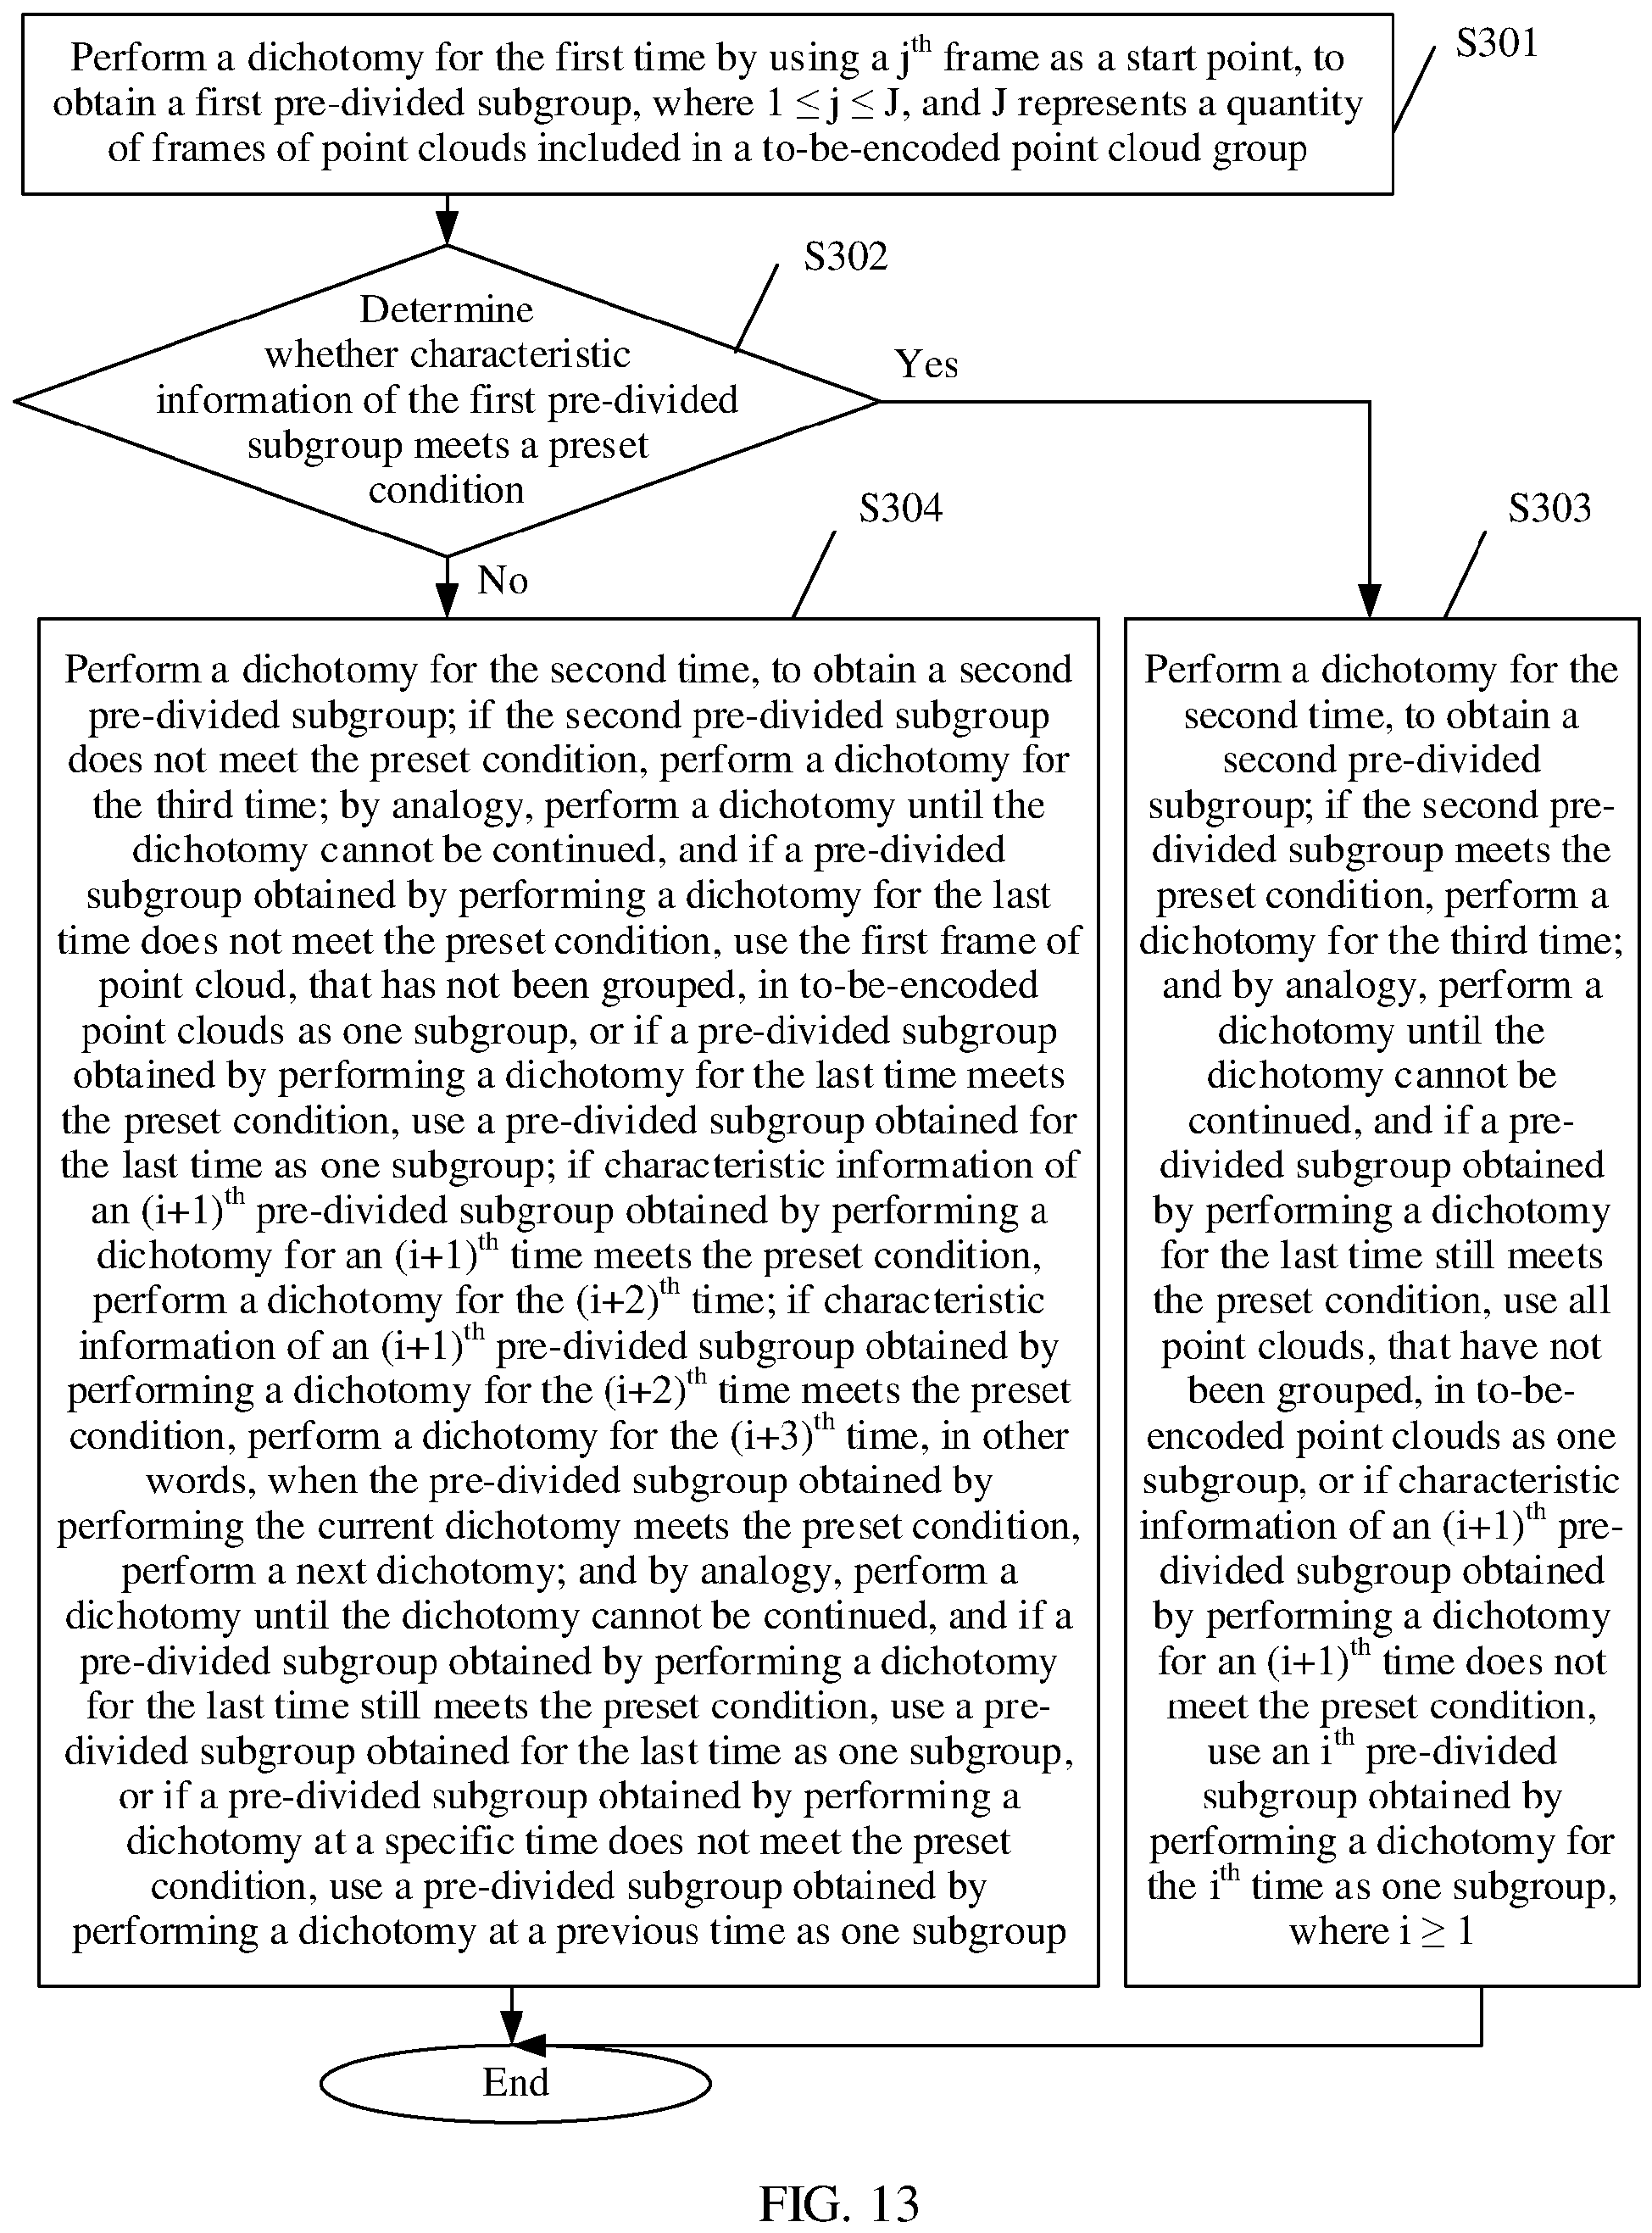 Perform a dichotomy for the first time by using a jth frame as a start point, to
obtain a first pre-divided subgroup, where 1 ≤ j ≤ J, and J represents a quantity
of frames of point clouds included in a to-be-encoded point cloud group
S301
S302
Determine
whether characteristic
information of the first pre-divided
subgroup meets a preset
condition
Yes
No
S304
Perform a dichotomy for the second time, to obtain a second
pre-divided subgroup; if the second pre-divided subgroup
does not meet the preset condition, perform a dichotomy for
the third time; by analogy, perform a dichotomy until the
dichotomy cannot be continued, and if a pre-divided
subgroup obtained by performing a dichotomy for the last
time does not meet the preset condition, use the first frame of
point cloud, that has not been grouped, in to-be-encoded
point clouds as one subgroup, or if a pre-divided subgroup
obtained by performing a dichotomy for the last time meets
the preset condition, use a pre-divided subgroup obtained for
the last time as one subgroup; if characteristic information of
an (i+1)th pre-divided subgroup obtained by performing a
dichotomy for an (i+1)th time meets the preset condition,
perform a dichotomy for the (i+2)th time; if characteristic
information of an (i+1)th pre-divided subgroup obtained by
performing a dichotomy for the (i+2)th time meets the preset
condition, perform a dichotomy for the (i+3)th time, in other
words, when the pre-divided subgroup obtained by
performing the current dichotomy meets the preset condition,
perform a next dichotomy; and by analogy, perform a
dichotomy until the dichotomy cannot be continued, and if a
pre-divided subgroup obtained by performing a dichotomy
for the last time still meets the preset condition, use a pre-
divided subgroup obtained for the last time as one subgroup,
or if a pre-divided subgroup obtained by performing a
dichotomy at a specific time does not meet the preset
condition, use a pre-divided subgroup obtained by
performing a dichotomy at a previous time as one subgroup
S303
Perform a dichotomy for the
second time, to obtain a
second pre-divided
subgroup; if the second pre-
divided subgroup meets the
preset condition, perform a
dichotomy for the third time;
and by analogy, perform a
dichotomy until the
dichotomy cannot be
continued, and if a pre-
divided subgroup obtained
by performing a dichotomy
for the last time still meets
the preset condition, use all
point clouds, that have not
been grouped, in to-be-
encoded point clouds as one
subgroup, or if characteristic
information of an (i+1)th pre-
divided subgroup obtained
by performing a dichotomy
for an (i+1)th time does not
meet the preset condition,
use an ith pre-divided
subgroup obtained by
performing a dichotomy for
the ith time as one subgroup,
where i ≥ 1
End
FIG. 13